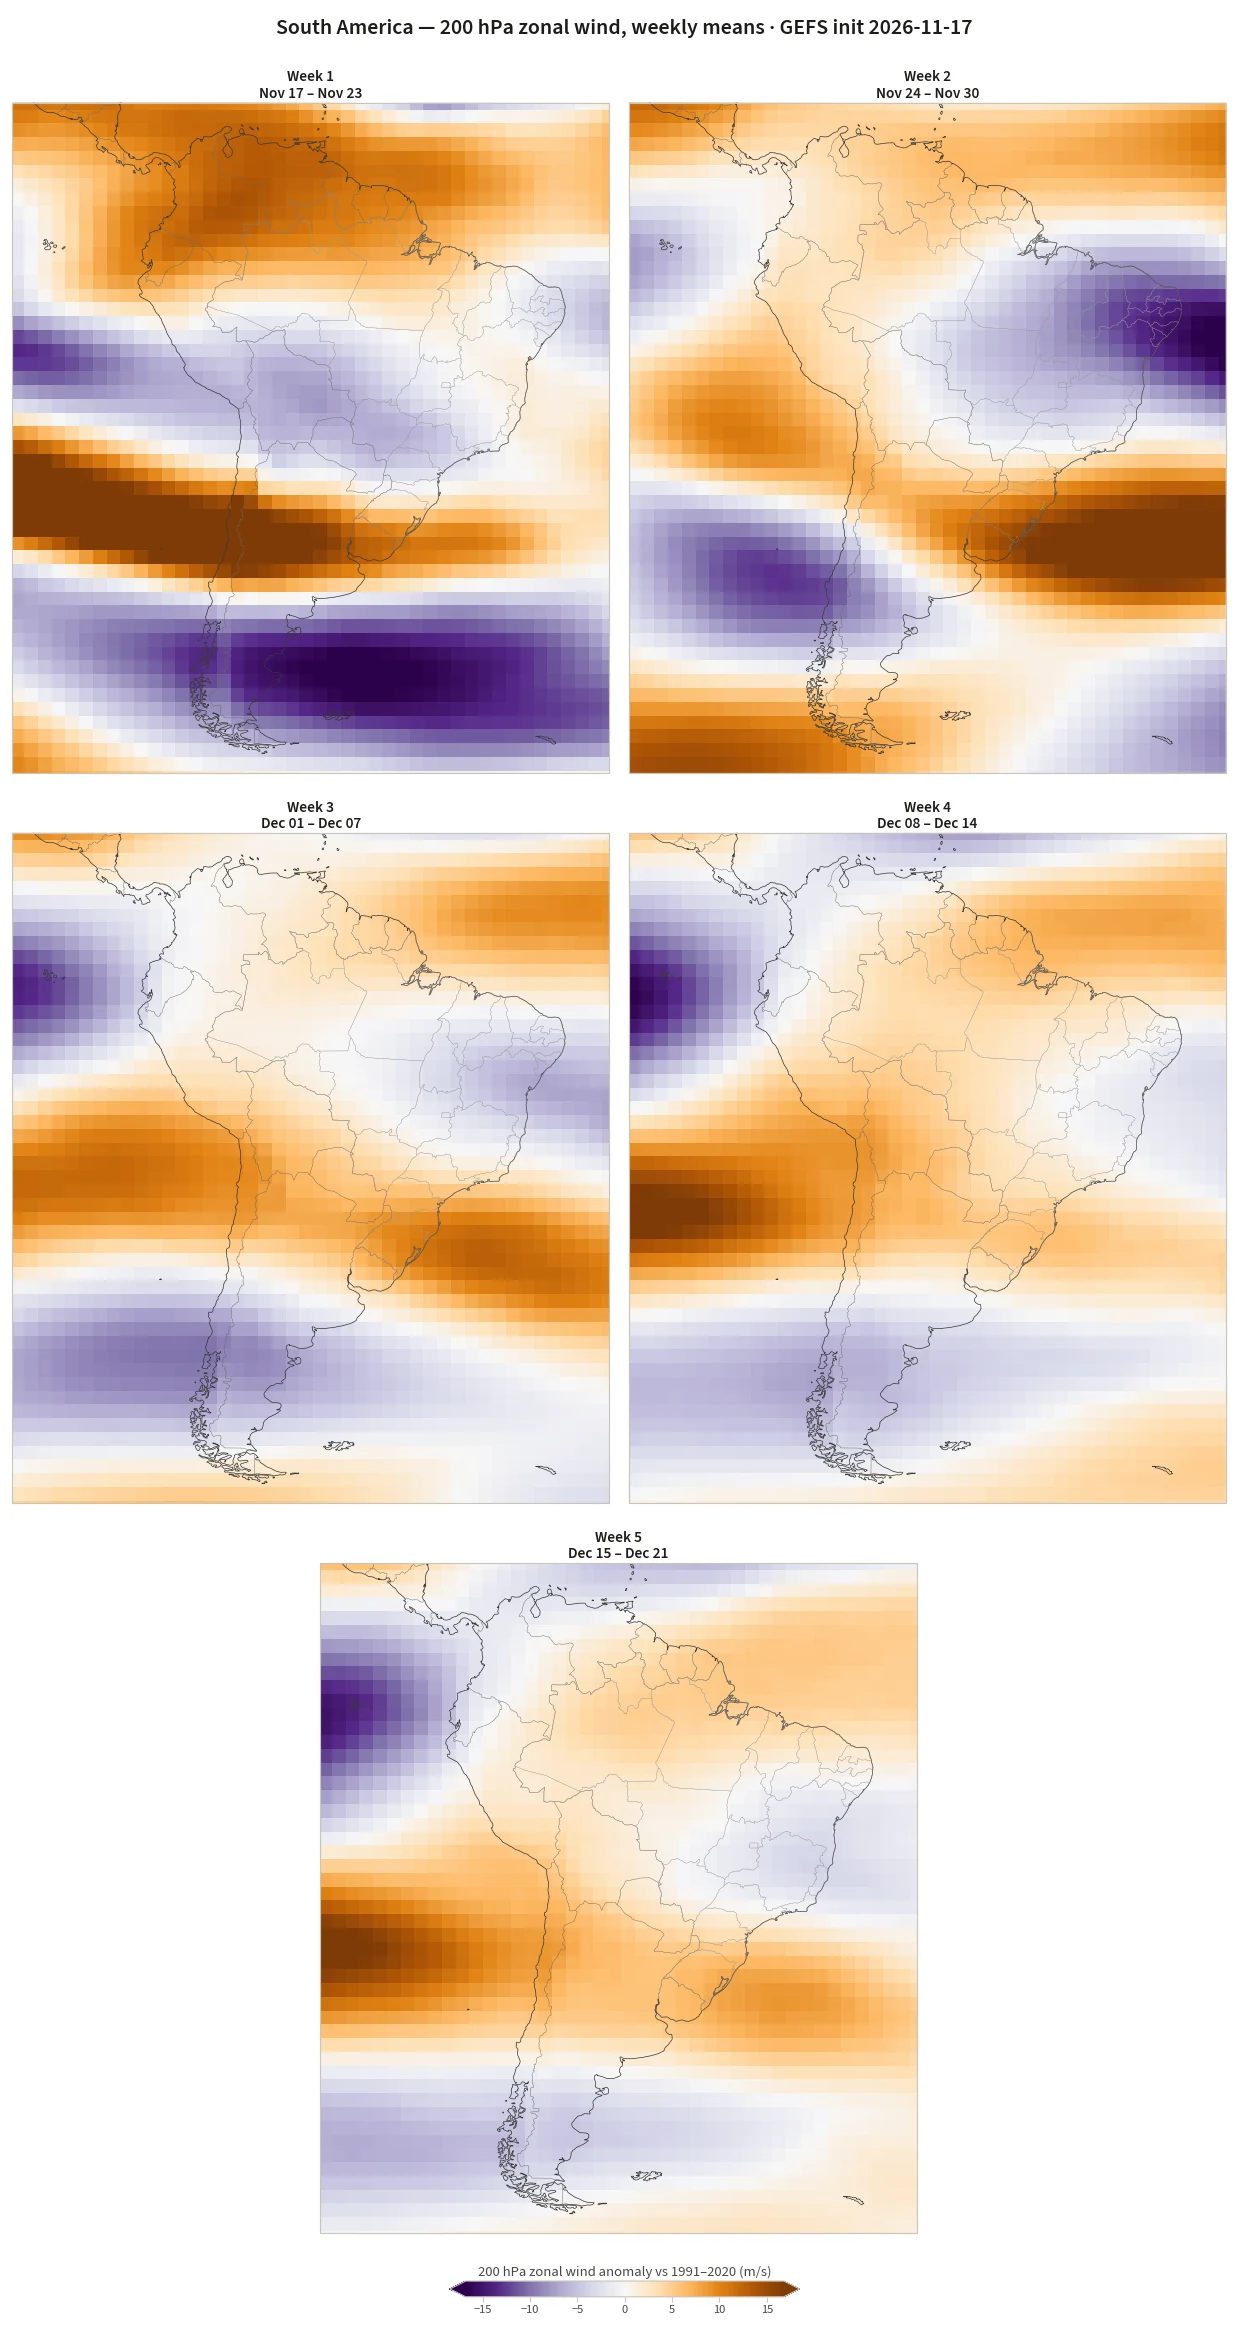 South America — 200 hPa zonal wind, weekly means · GEFS init 2026-11-17
Week 1
Nov 17 – Nov 23
Week 2
Nov 24 – Nov 30
Week 3
Dec 01 – Dec 07
Week 4
Dec 08 – Dec 14
Week 5
Dec 15 – Dec 21
200 hPa zonal wind anomaly vs 1991–2020 (m/s)
−15 −10 −5 0 5 10 15